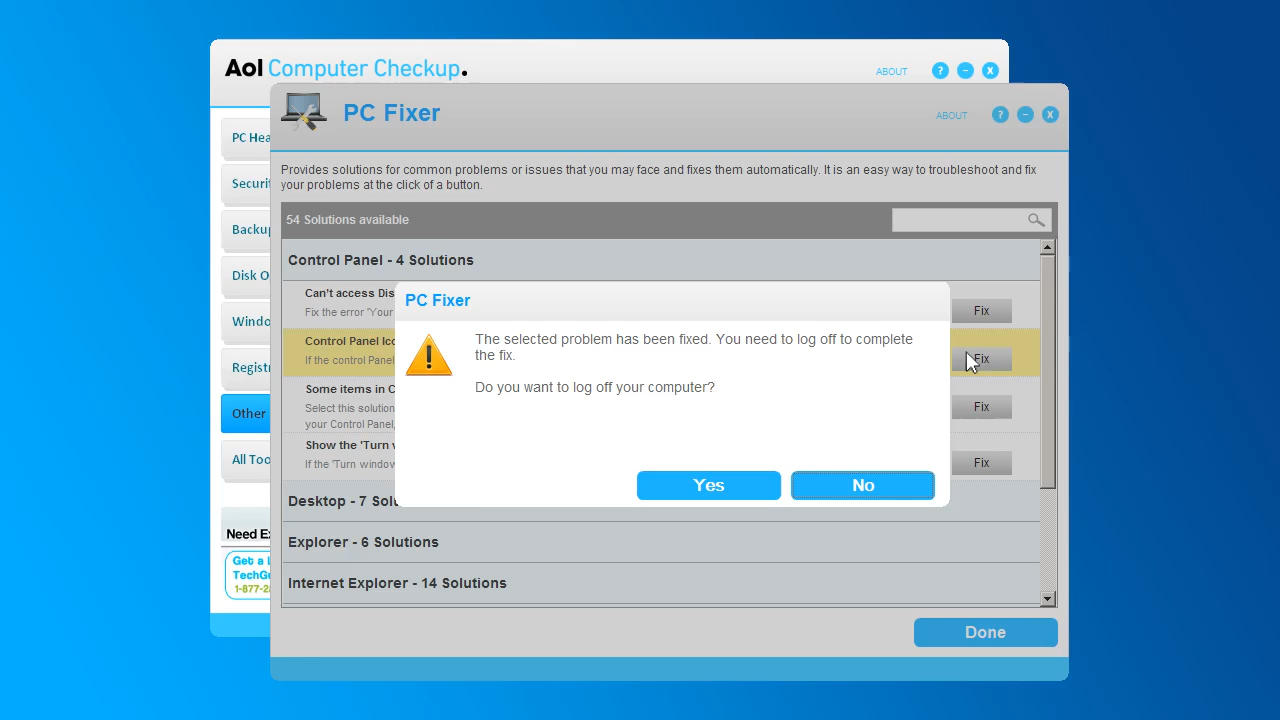 Aol Computer Checkup.
ABOUT
?
–
X
PC Fixer
ABOUT
?
–
X
Provides solutions for common problems or issues that you may face and fixes them automatically. It is an easy way to troubleshoot and fix
your problems at the click of a button.
54 Solutions available
PC Hea
Securit
Backup
Disk O
Windo
Registr
Other
All Too
Need Ex
Get a L
TechGu
1-877-2
Control Panel - 4 Solutions
Can't access Dis
Fix the error 'Your
Fix
Control Panel Ico
If the control Panel
Fix
Some items in C
Select this solution
your Control Panel,
Fix
Show the 'Turn w
If the 'Turn window
Fix
Desktop - 7 Solu
Explorer - 6 Solutions
Internet Explorer - 14 Solutions
Done
PC Fixer
The selected problem has been fixed. You need to log off to complete
the fix.
Do you want to log off your computer?
Yes
No